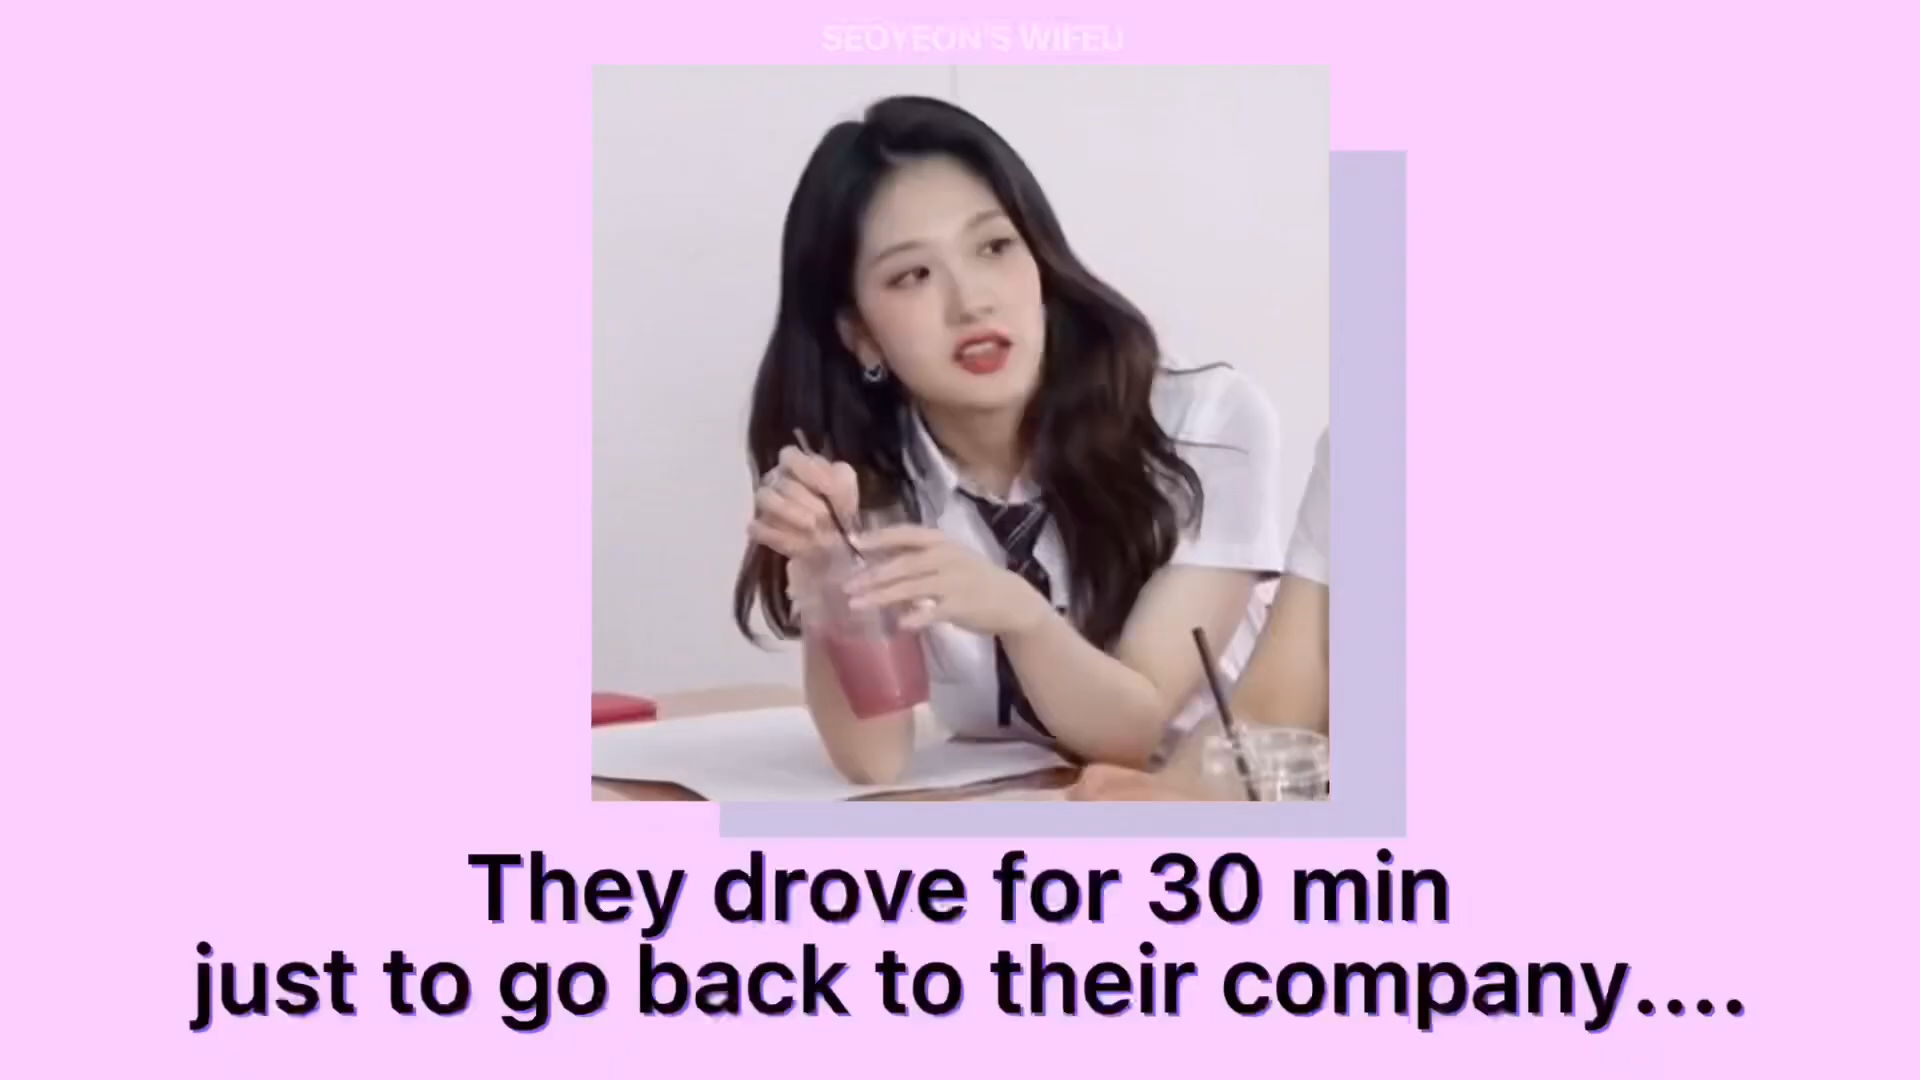 SEOYEON'S WIFEU
They drove for 30 min
just to go back to their company....